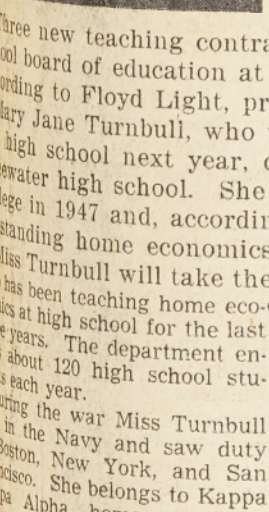 Three new teaching contra
ool board of education at
ording to Floyd Light, pr
Mary Jane Turnbull, who
high school next year, c
ewater high school. She
lege in 1947 and, accordin
standing home economics
Miss Turnbull will take the
has been teaching home eco-
ics at high school for the last
e years. The department en-
s about 120 high school stu-
s each year.
uring the war Miss Turnbull
in the Navy and saw duty
Boston, New York, and San
ncisco. She belongs to Kappa
pa Alpha